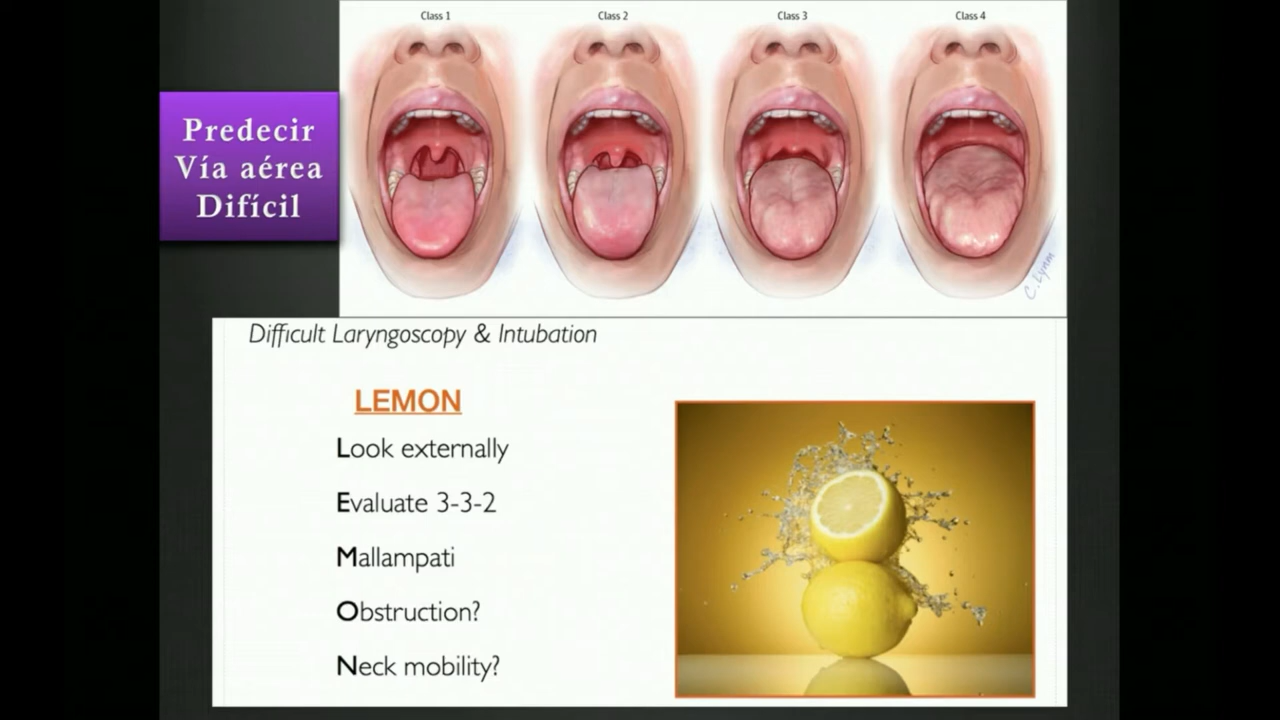 Class 1
Class 2
Class 3
Class 4
Predecir
Vía aérea
Difícil
C. Lynm
Difficult Laryngoscopy & Intubation
LEMON
Look externally
Evaluate 3-3-2
Mallampati
Obstruction?
Neck mobility?